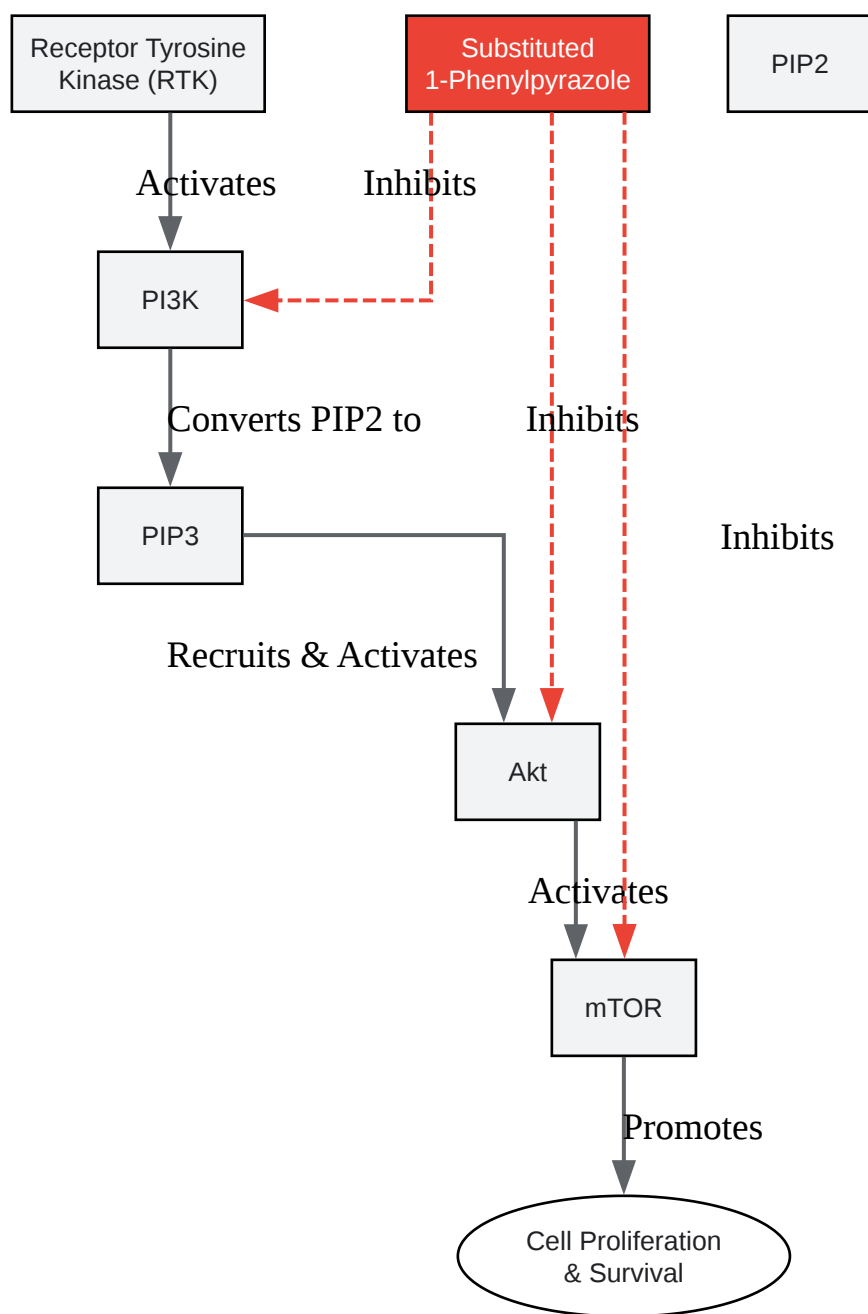 Receptor Tyrosine
Kinase (RTK)
Substituted
1-Phenylpyrazole
PIP2
Activates
Inhibits
PI3K
Converts PIP2 to
Inhibits
PIP3
Inhibits
Recruits & Activates
Akt
Activates
mTOR
Promotes
Cell Proliferation
& Survival